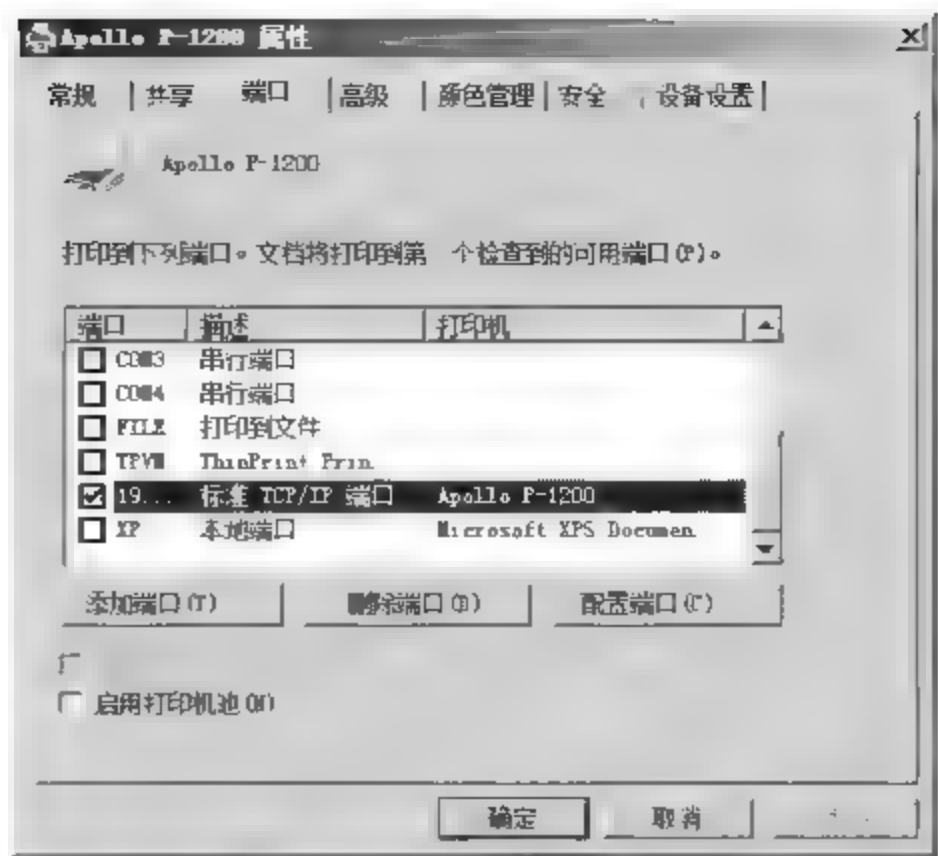 Apollo P-1200 属性
常规 共享 端口 高级 颜色管理 安全 设备设置
Apollo P-1200
打印到下列端口。文档将打印到第 个检查到的可用端口(P)。
端口 描述 打印机
COM3 串行端口
COM4 串行端口
FILE 打印到文件
TPVM ThinPrint Prin
19... 标准 TCP/IP 端口 Apollo P-1200
XP 本地端口 Microsoft XPS Documen
添加端口(T) 删除端口(D) 配置端口(C)
启用打印机池(N)
确定 取消